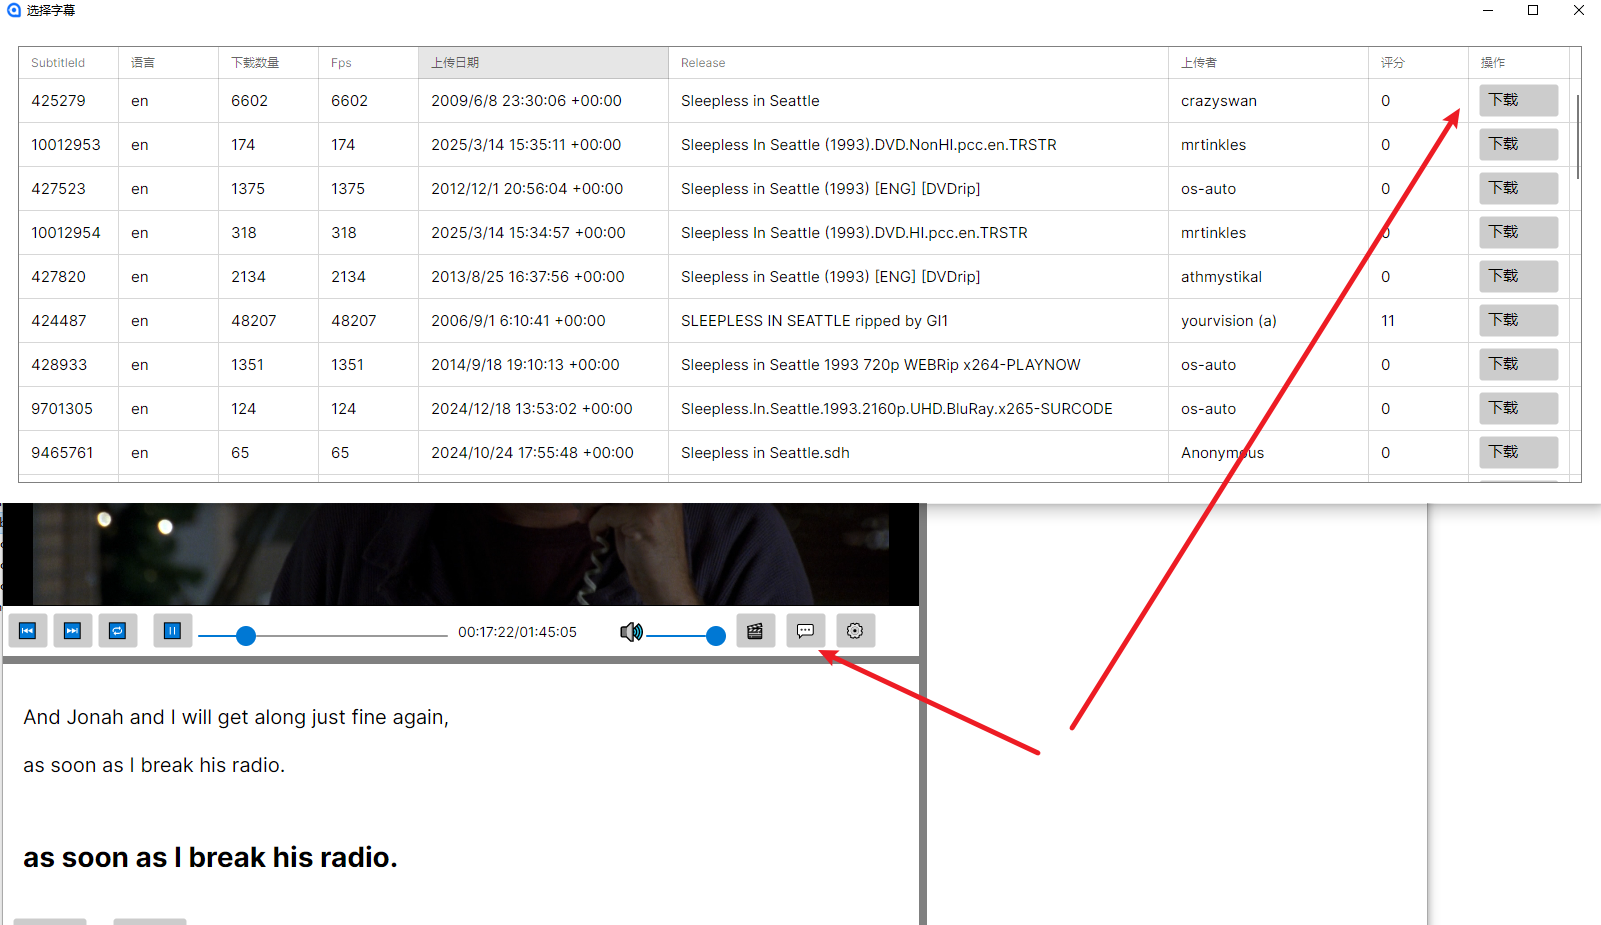 选择字幕
SubtitleId 语言 下载数量 Fps 上传日期 Release 上传者 评分 操作
425279 en 6602 6602 2009/6/8 23:30:06 +00:00 Sleepless in Seattle crazyswan 0 下载
10012953 en 174 174 2025/3/14 15:35:11 +00:00 Sleepless In Seattle (1993).DVD.NonHI.pcc.en.TRSTR mrtinkles 0 下载
427523 en 1375 1375 2012/12/1 20:56:04 +00:00 Sleepless in Seattle (1993) [ENG] [DVDrip] os-auto 0 下载
10012954 en 318 318 2025/3/14 15:34:57 +00:00 Sleepless In Seattle (1993).DVD.HI.pcc.en.TRSTR mrtinkles 0 下载
427820 en 2134 2134 2013/8/25 16:37:56 +00:00 Sleepless in Seattle (1993) [ENG] [DVDrip] athmystikal 0 下载
424487 en 48207 48207 2006/9/1 6:10:41 +00:00 SLEEPLESS IN SEATTLE ripped by GI1 yourvision (a) 11 下载
428933 en 1351 1351 2014/9/18 19:10:13 +00:00 Sleepless in Seattle 1993 720p WEBRip x264-PLAYNOW os-auto 0 下载
9701305 en 124 124 2024/12/18 13:53:02 +00:00 Sleepless.In.Seattle.1993.2160p.UHD.BluRay.x265-SURCODE os-auto 0 下载
9465761 en 65 65 2024/10/24 17:55:48 +00:00 Sleepless in Seattle.sdh Anonymous 0 下载
00:17:22/01:45:05
And Jonah and I will get along just fine again,
as soon as I break his radio.
as soon as I break his radio.